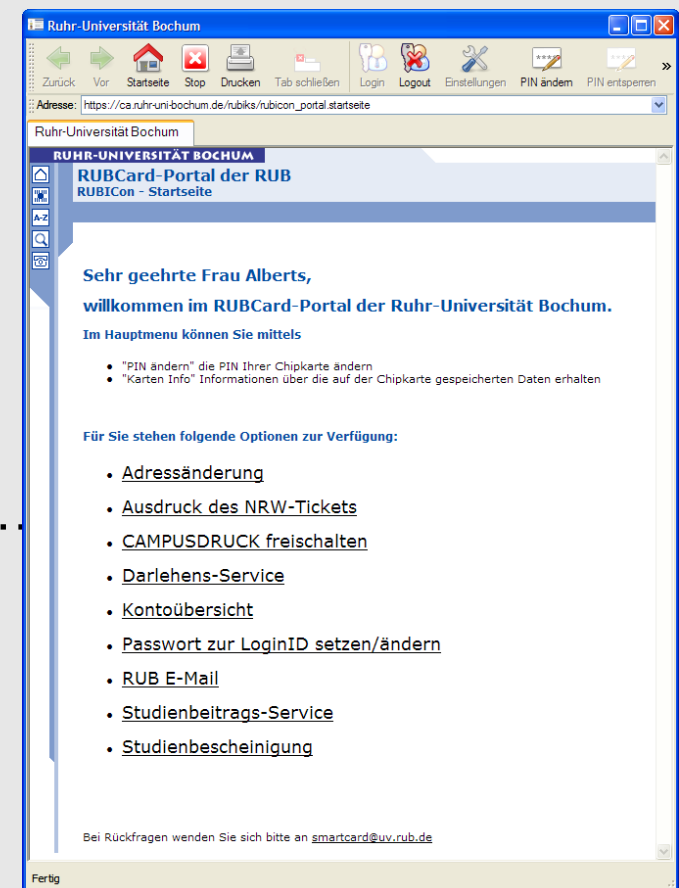 Ruhr-Universität Bochum
Zurück Vor Startseite Stop Drucken Tab schließen Login Logout Einstellungen PIN ändern PIN entsperren »
Adresse: https://ca.ruhr-uni-bochum.de/rubiks/rubicon_portal.startseite
Ruhr-Universität Bochum
RUHR-UNIVERSITÄT BOCHUM
RUBCard-Portal der RUB
RUBICon - Startseite
A-Z
Sehr geehrte Frau Alberts,
willkommen im RUBCard-Portal der Ruhr-Universität Bochum.
Im Hauptmenu können Sie mittels
• "PIN ändern" die PIN Ihrer Chipkarte ändern
• "Karten Info" Informationen über die auf der Chipkarte gespeicherten Daten erhalten
Für Sie stehen folgende Optionen zur Verfügung:
• Adressänderung
• Ausdruck des NRW-Tickets
• CAMPUSDRUCK freischalten
• Darlehens-Service
• Kontoübersicht
• Passwort zur LoginID setzen/ändern
• RUB E-Mail
• Studienbeitrags-Service
• Studienbescheinigung
Bei Rückfragen wenden Sie sich bitte an smartcard@uv.rub.de
Fertig